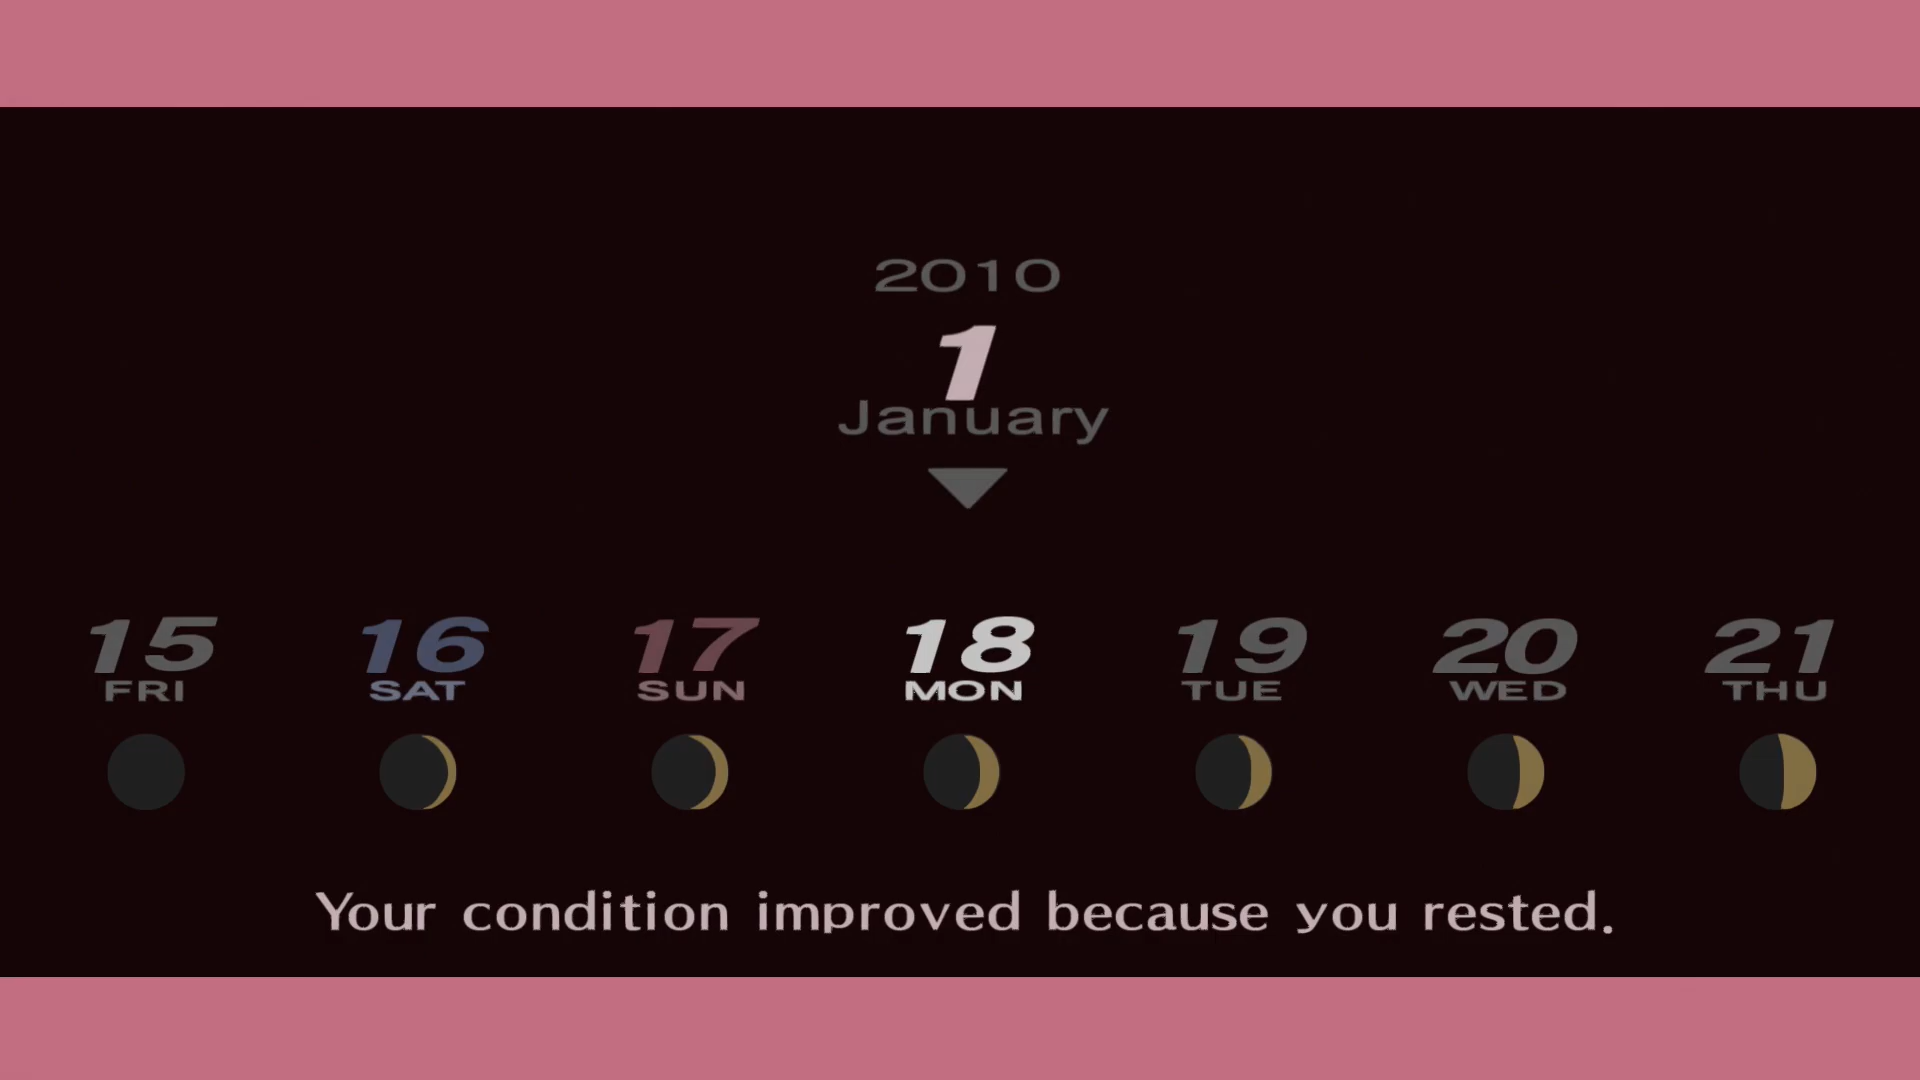 2010
1
January
15 16 17 18 19 20 21
FRI SAT SUN MON TUE WED THU
Your condition improved because you rested.